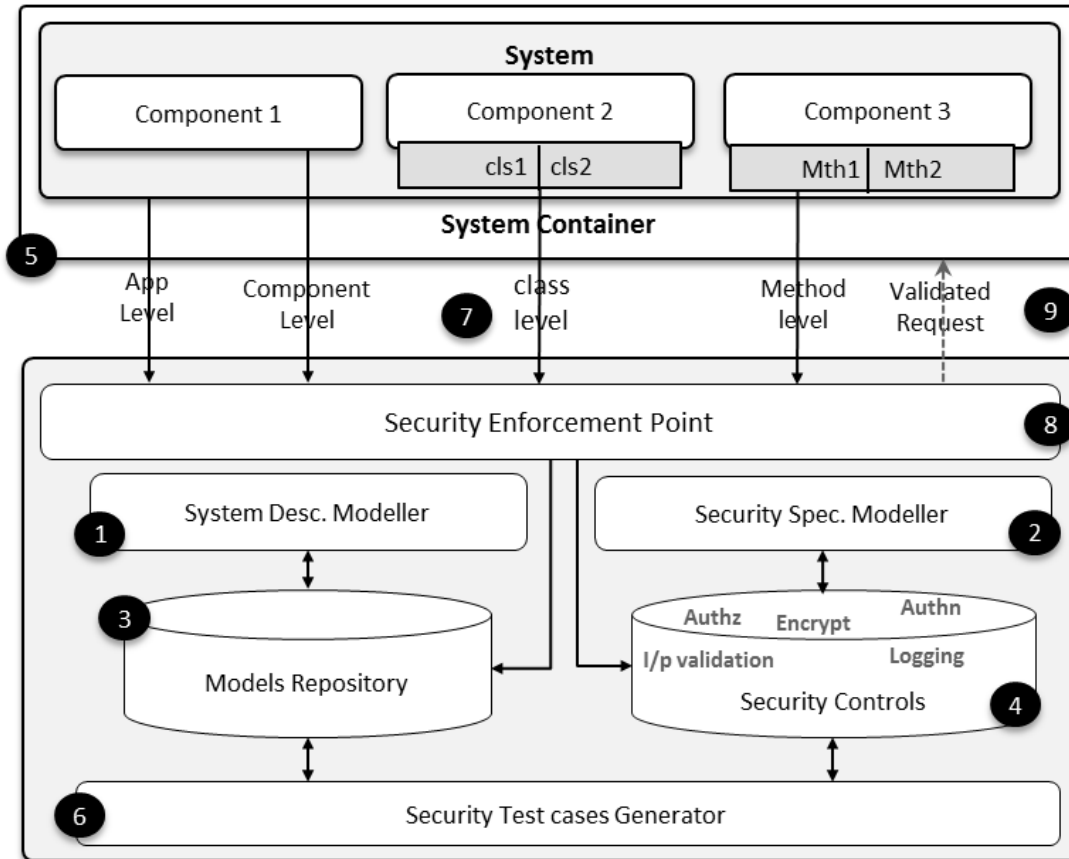 System
Component 1
Component 2
Component 3
cls1
cls2
Mth1
Mth2
System Container
5
App
Level
Component
Level
7
class
level
Method
level
Validated
Request
9
Security Enforcement Point
8
System Desc. Modeller
1
Security Spec. Modeller
2
3
Models Repository
Authz
Encrypt
Authn
I/p validation
Logging
Security Controls
4
6
Security Test cases Generator